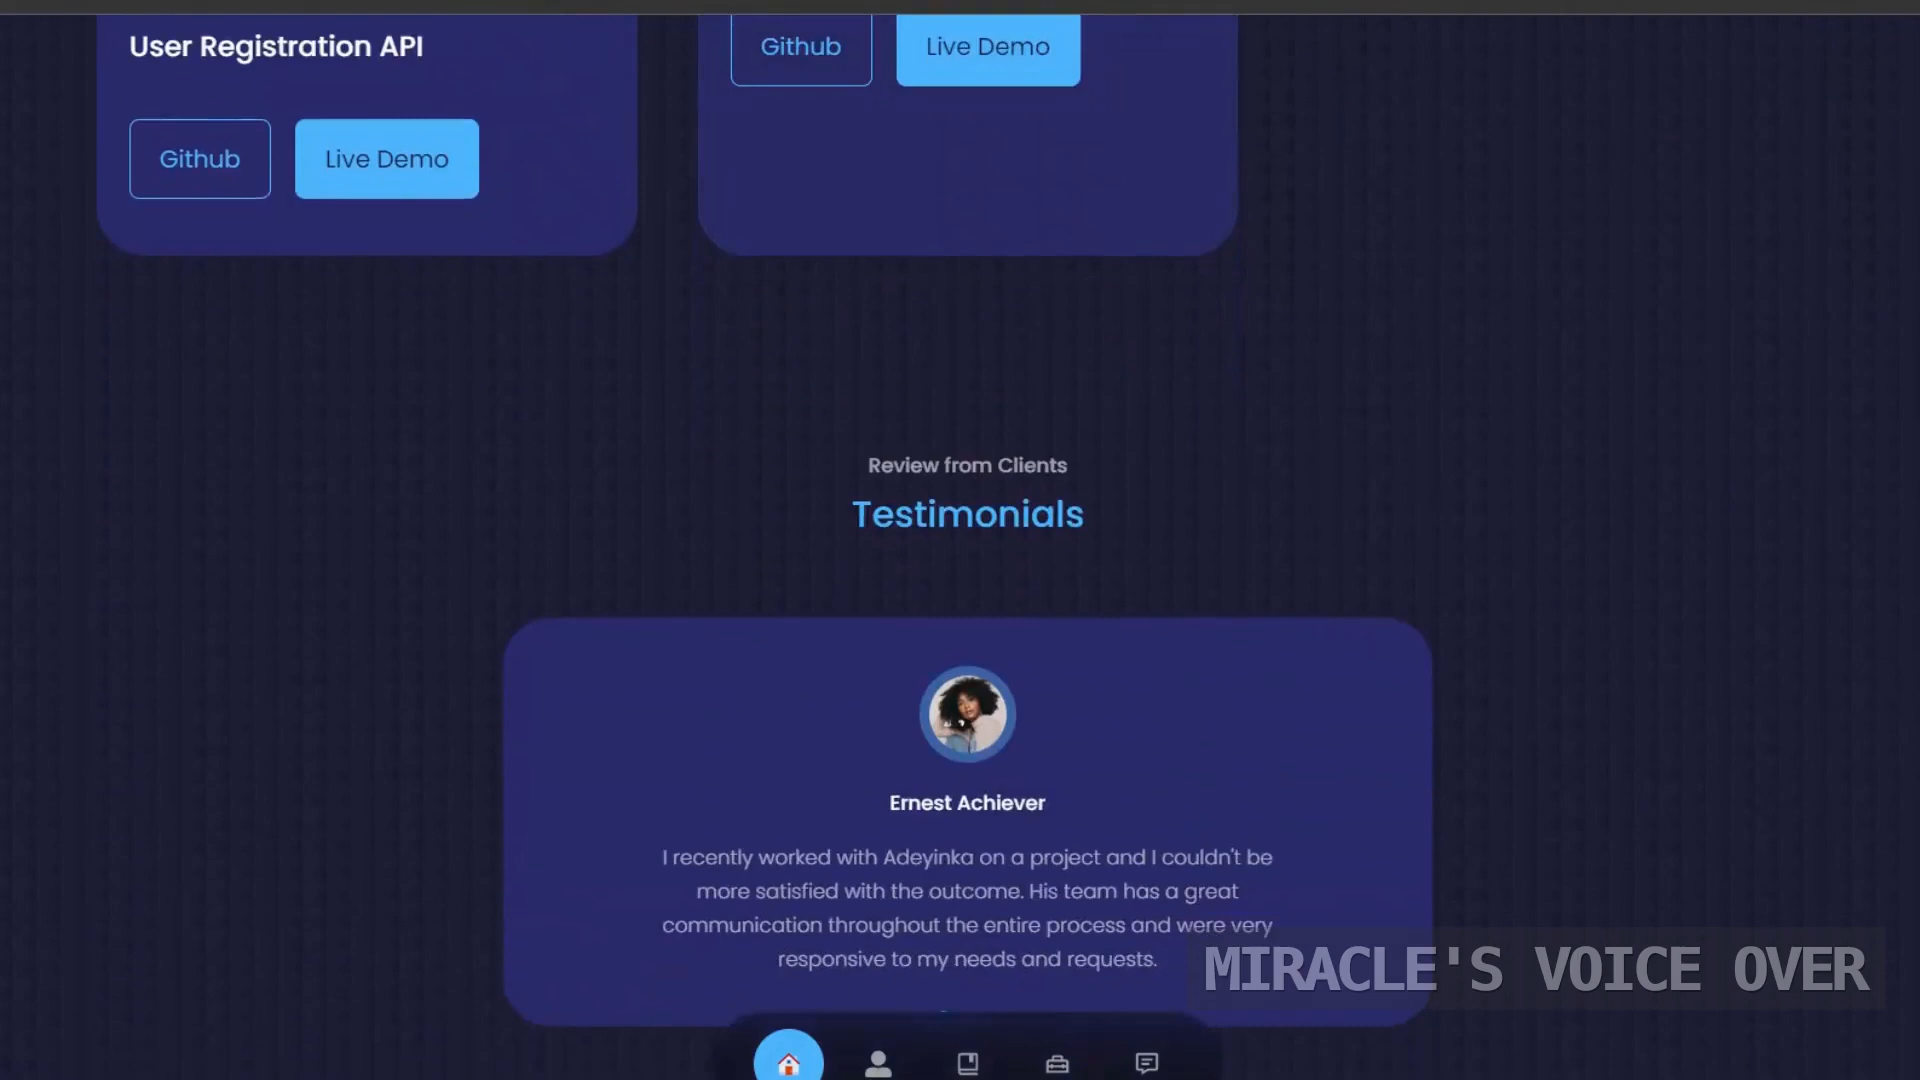 User Registration API
Github
Live Demo
Github
Live Demo
Review from Clients
Testimonials
Ernest Achiever
I recently worked with Adeyinka on a project and I couldn't be
more satisfied with the outcome. His team has a great
communication throughout the entire process and were very
responsive to my needs and requests.
MIRACLE'S VOICE OVER